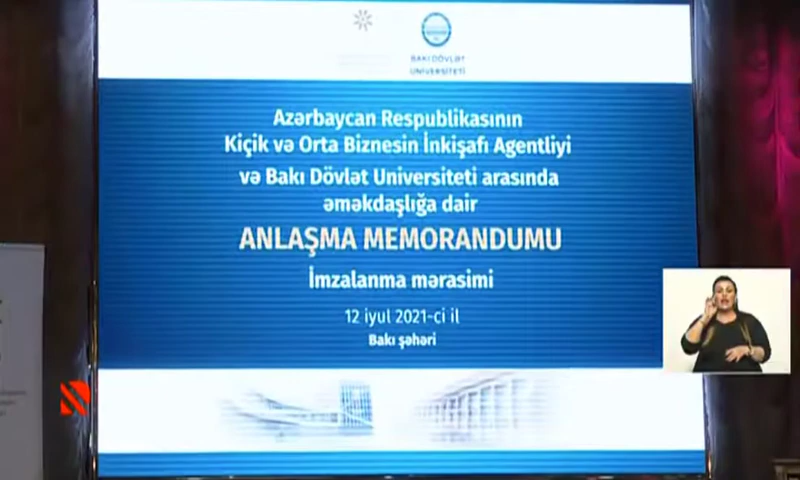 BAKI DÖVLƏT
UNİVERSİTETİ
Azərbaycan Respublikasının
Kiçik və Orta Biznesin İnkişafı Agentliyi
və Bakı Dövlət Universiteti arasında
əməkdaşlığa dair
ANLAŞMA MEMORANDUMU
İmzalanma mərasimi
12 iyul 2021-ci il
Bakı şəhəri